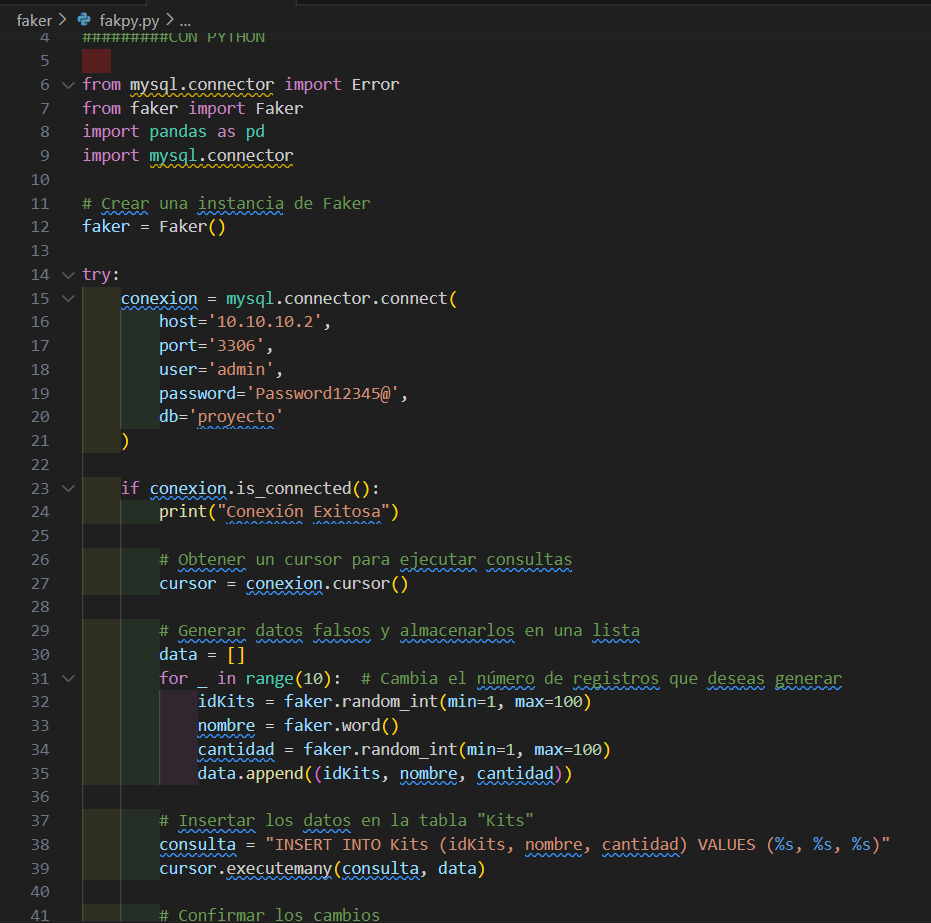 faker > fakpy.py > ...
4 #########CON PYTHON
5
6 from mysql.connector import Error
7 from faker import Faker
8 import pandas as pd
9 import mysql.connector
10
11 # Crear una instancia de Faker
12 faker = Faker()
13
14 try:
15     conexion = mysql.connector.connect(
16         host='10.10.10.2',
17         port='3306',
18         user='admin',
19         password='Password12345@',
20         db='proyecto'
21     )
22
23     if conexion.is_connected():
24         print("Conexión Exitosa")
25
26         # Obtener un cursor para ejecutar consultas
27         cursor = conexion.cursor()
28
29         # Generar datos falsos y almacenarlos en una lista
30         data = []
31         for _ in range(10):  # Cambia el número de registros que deseas generar
32             idKits = faker.random_int(min=1, max=100)
33             nombre = faker.word()
34             cantidad = faker.random_int(min=1, max=100)
35             data.append((idKits, nombre, cantidad))
36
37         # Insertar los datos en la tabla "Kits"
38         consulta = "INSERT INTO Kits (idKits, nombre, cantidad) VALUES (%s, %s, %s)"
39         cursor.executemany(consulta, data)
40
41         # Confirmar los cambios